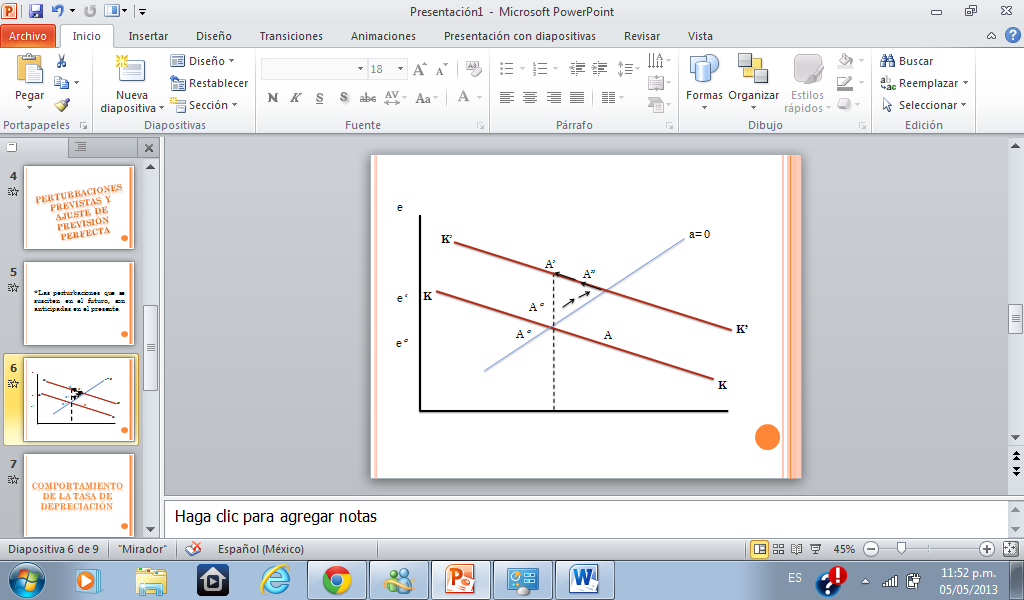 Presentación1 - Microsoft PowerPoint
Archivo Inicio Insertar Diseño Transiciones Animaciones Presentación con diapositivas Revisar Vista
Pegar
Portapapeles
Nueva diapositiva
Diseño
Restablecer
Sección
Diapositivas
18
N K S S abc AV Aa A
Fuente
Párrafo
Formas
Organizar
Estilos rápidos
Dibujo
Buscar
Reemplazar
Seleccionar
Edición
4
PERTURBACIONES
PREVISTAS Y
AJUSTE DE
PREVISIÓN
PERFECTA
5
*Las perturbaciones que se
susciten en el futuro, son
anticipadas en el presente.
6
7
COMPORTAMIENTO
DE LA TASA DE
DEPRECIACIÓN
e
K'
a= 0
A'
A"
e '
K
A °
K'
e °
A °
A
K
Haga clic para agregar notas
Diapositiva 6 de 9
"Mirador"
Español (México)
45%
ES
11:52 p.m.
05/05/2013